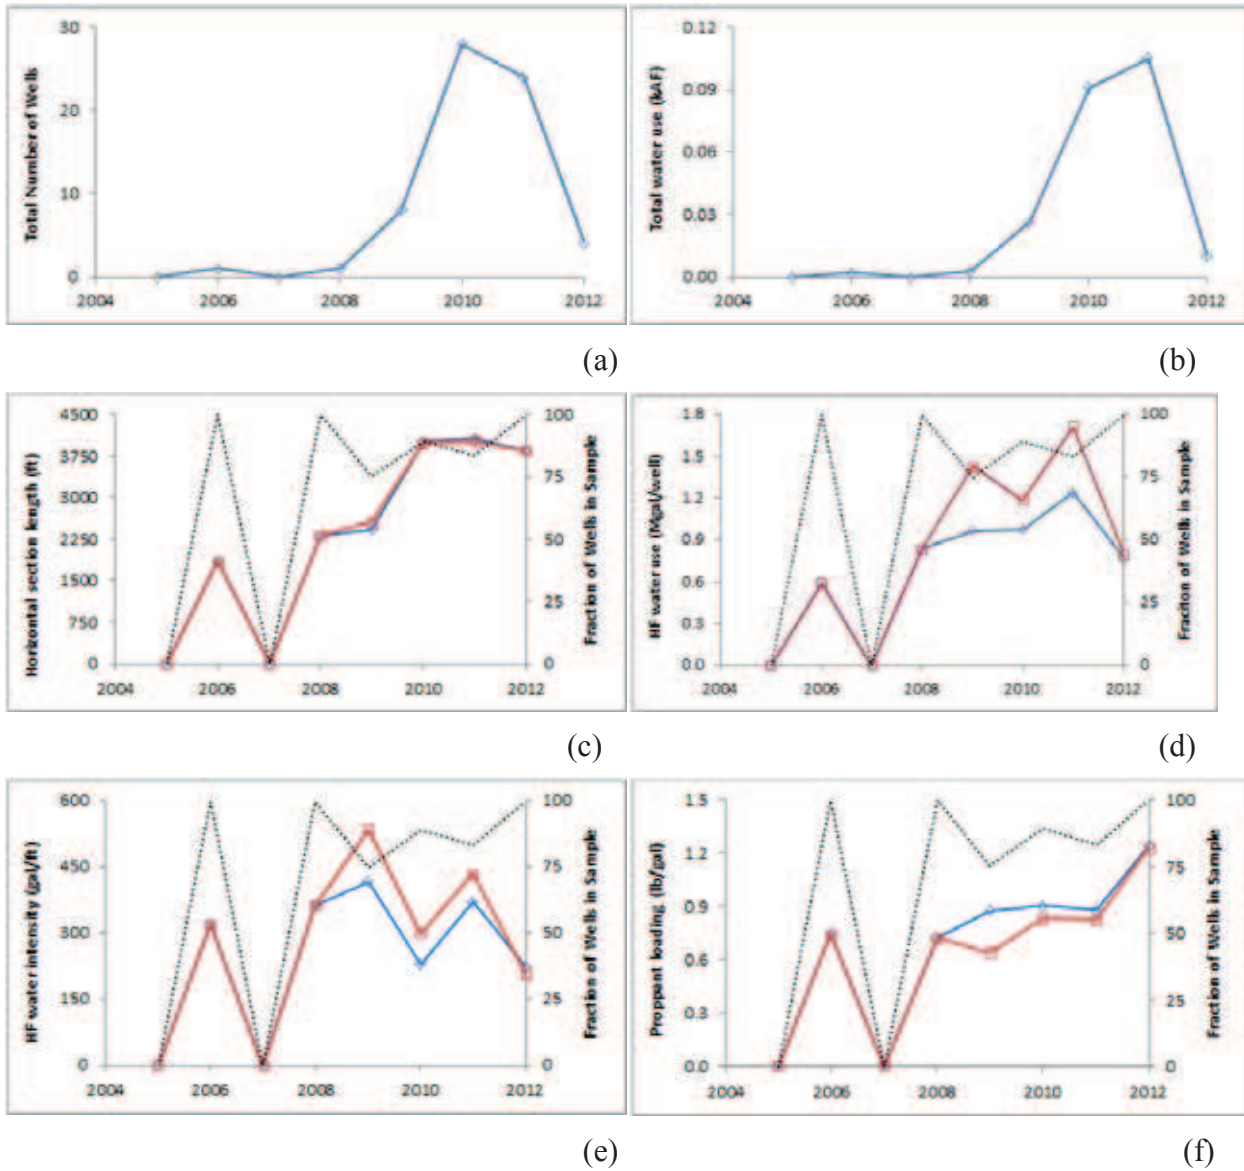 30
20
10
0
Total Number of Wells
2004 2006 2008 2010 2012
(a)
0.12
0.09
0.06
0.03
0.00
Total water use (kAF)
2004 2006 2008 2010 2012
(b)
4500
3750
3000
2250
1500
750
0
Horizontal section length (ft)
100
75
50
25
0
Fraction of Wells in Sample
2004 2006 2008 2010 2012
(c)
1.8
1.5
1.2
0.9
0.6
0.3
0.0
HF water use (Mgal/well)
100
75
50
25
0
Fraction of Wells in Sample
2004 2006 2008 2010 2012
(d)
600
450
300
150
0
HF water intensity (gal/ft)
100
75
50
25
0
Fraction of Wells in Sample
2004 2006 2008 2010 2012
(e)
1.5
1.2
0.9
0.6
0.3
0.0
Proppant loading (lb/gal)
100
75
50
25
0
Fraction of Wells in Sample
2004 2006 2008 2010 2012
(f)